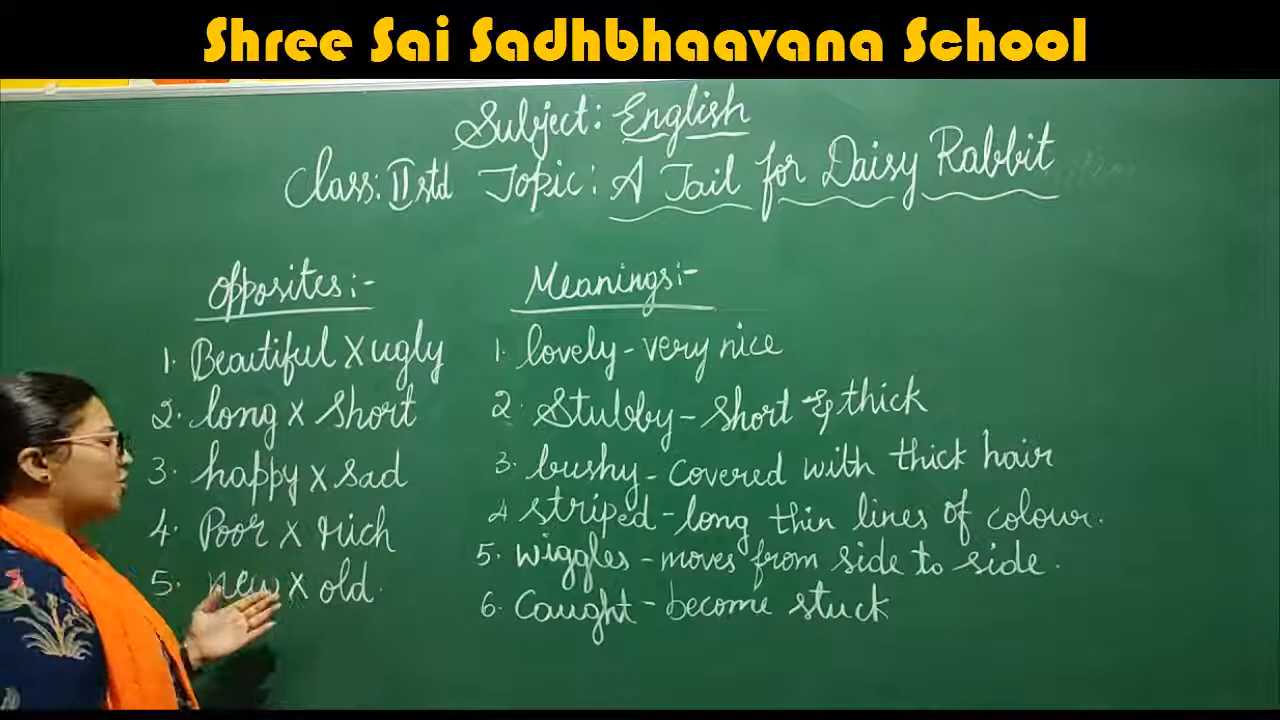 Shree Sai Sadhbhaavana School
Subject: English
Class: II std Topic: A Tail for Daisy Rabbit
Opposites:-
1. Beautiful X ugly
2. long X short
3. happy X sad
4. Poor X rich
5. new X old.
Meanings:-
1. lovely - very nice
2. Stubby - short & thick
3. bushy - covered with thick hair
4 striped - long thin lines of colour.
5. wiggles - moves from side to side.
6. Caught - become stuck